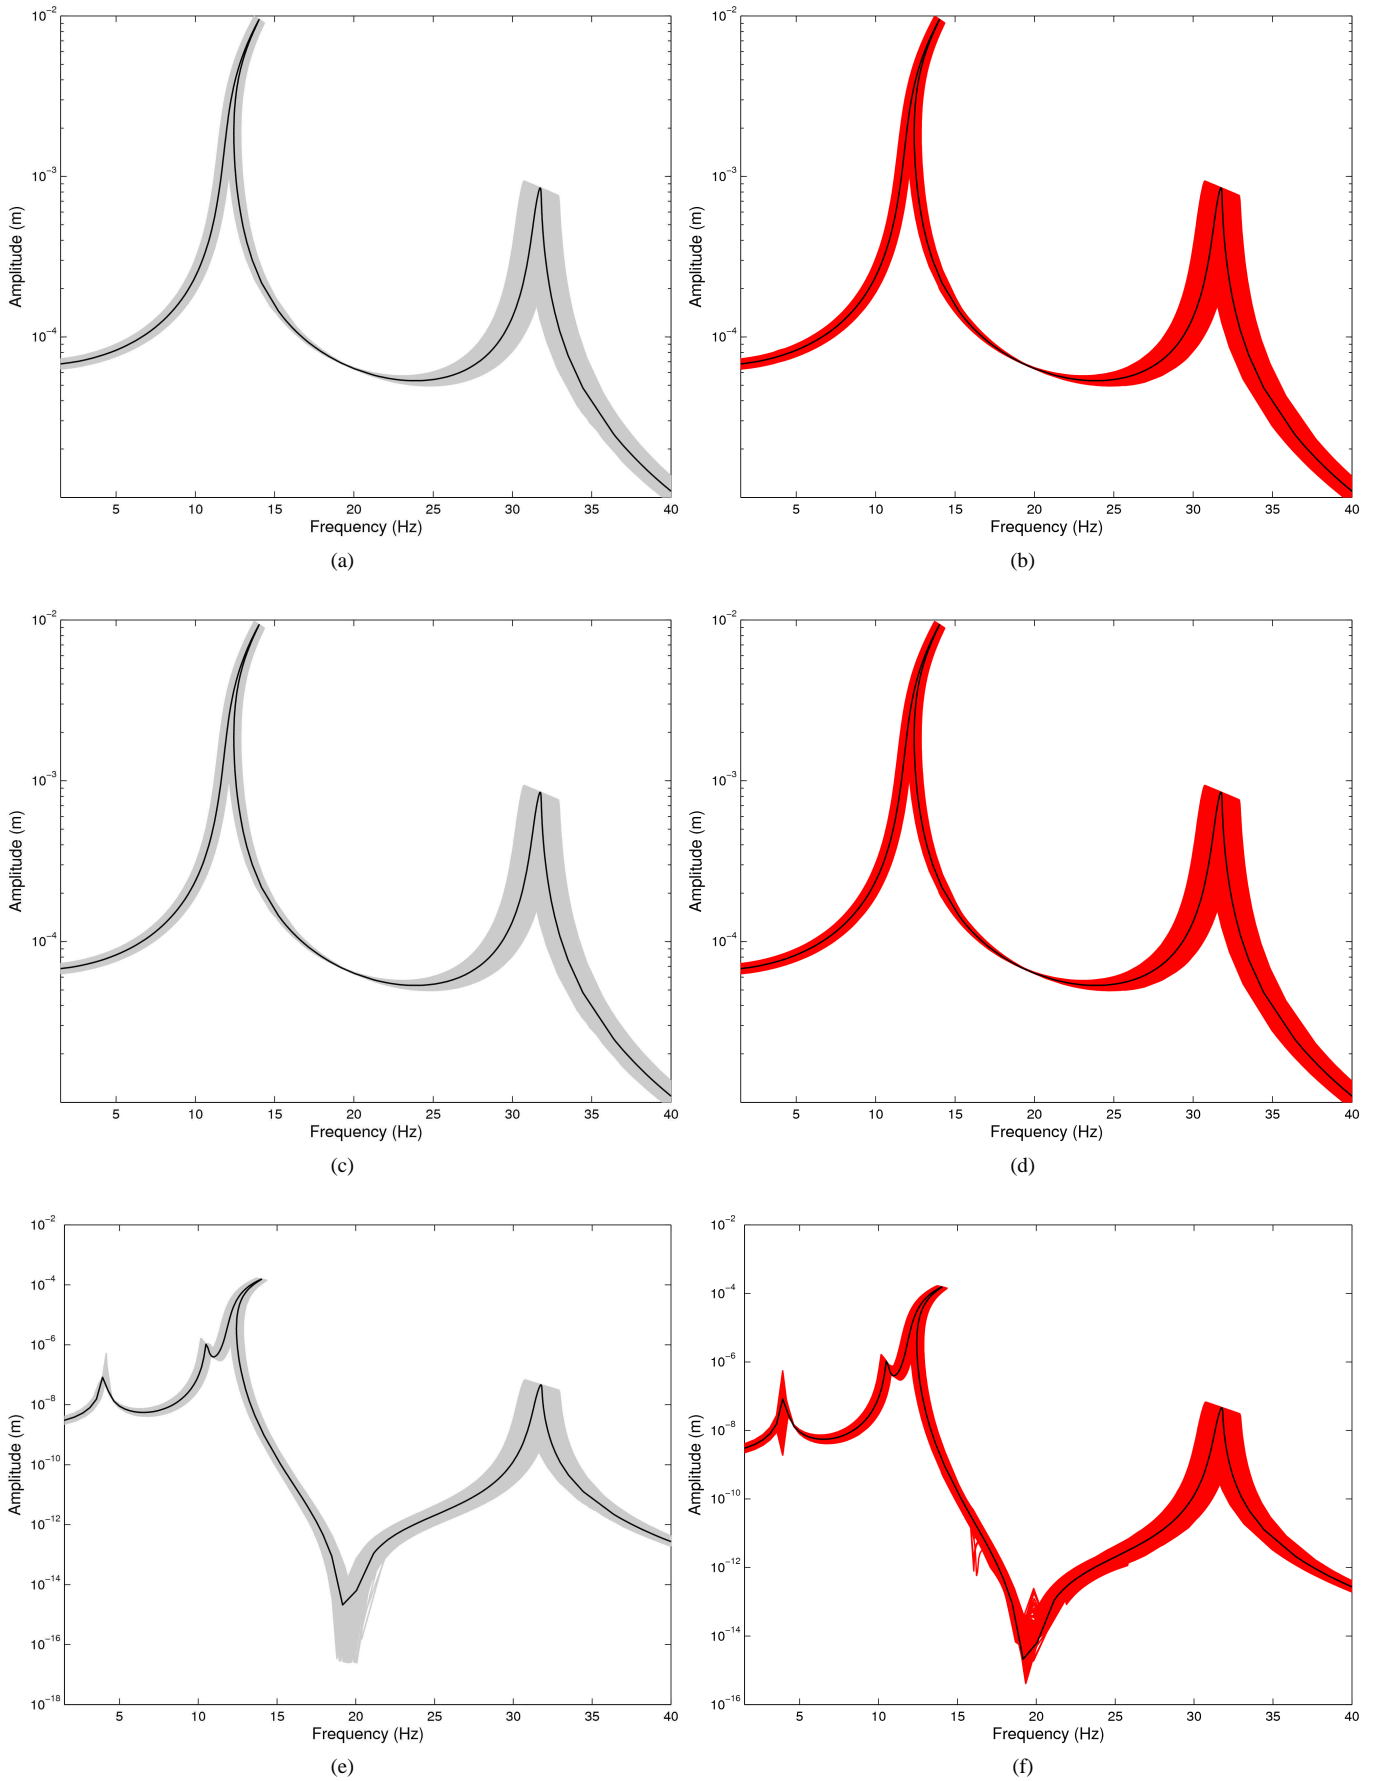 10⁻² 10⁻²
10⁻³ 10⁻³
10⁻⁴ 10⁻⁴
Amplitude (m) Amplitude (m)
5 10 15 20 25 30 35 40 5 10 15 20 25 30 35 40
Frequency (Hz) Frequency (Hz)
(a) (b)
10⁻² 10⁻²
10⁻³ 10⁻³
10⁻⁴ 10⁻⁴
Amplitude (m) Amplitude (m)
5 10 15 20 25 30 35 40 5 10 15 20 25 30 35 40
Frequency (Hz) Frequency (Hz)
(c) (d)
10⁻² 10⁻²
10⁻⁴ 10⁻⁴
10⁻⁶ 10⁻⁶
10⁻⁸ 10⁻⁸
10⁻¹⁰ 10⁻¹⁰
10⁻¹² 10⁻¹²
10⁻¹⁴ 10⁻¹⁴
10⁻¹⁶ 10⁻¹⁶
10⁻¹⁸
Amplitude (m) Amplitude (m)
5 10 15 20 25 30 35 40 5 10 15 20 25 30 35 40
Frequency (Hz) Frequency (Hz)
(e) (f)